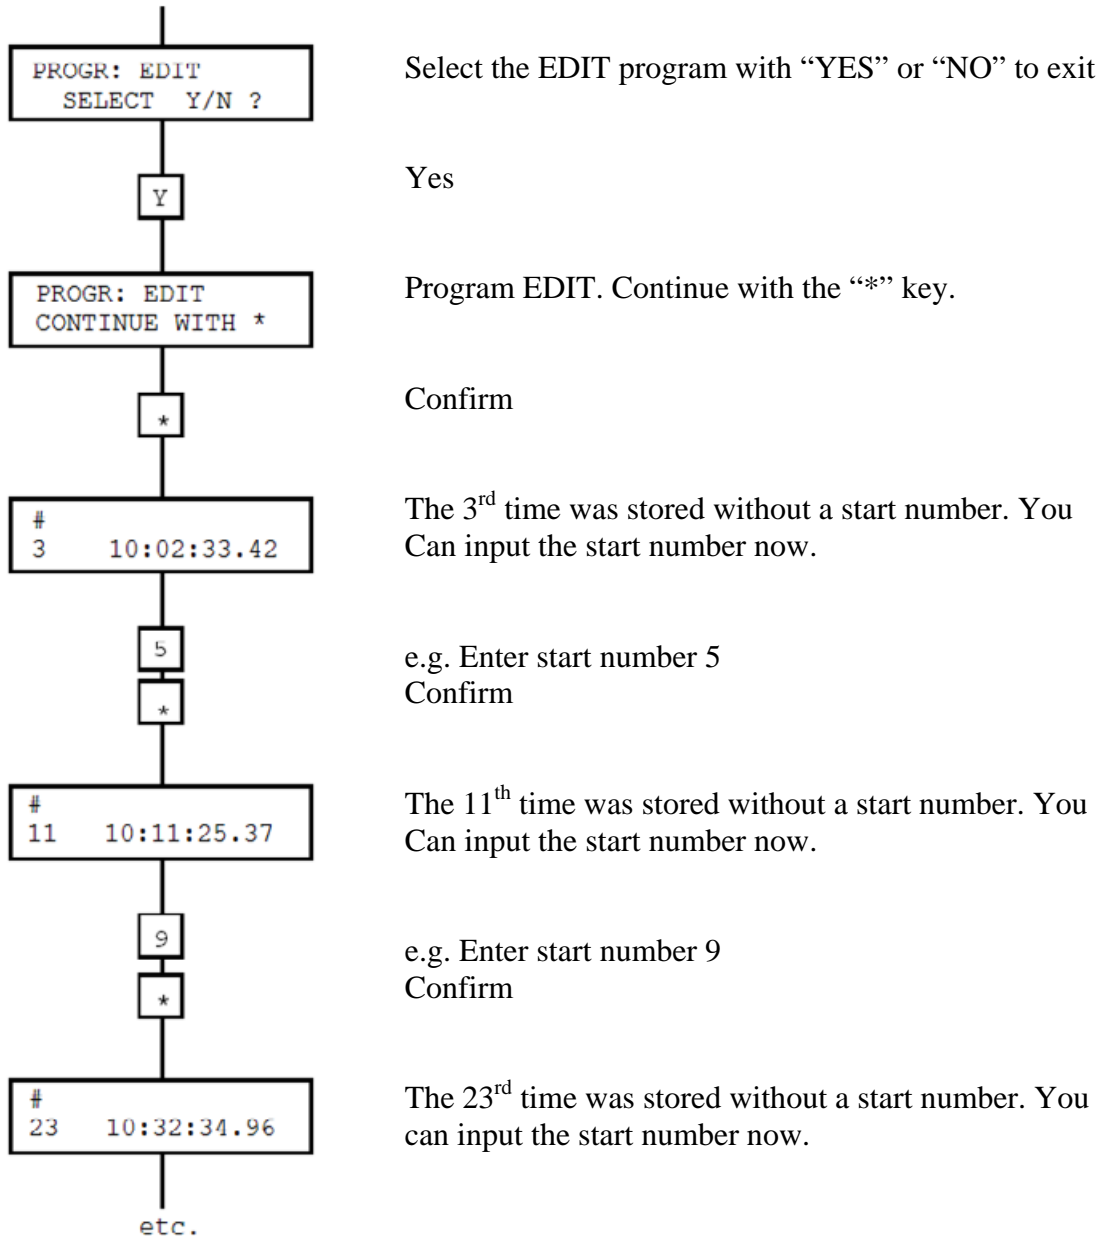 PROGR: EDIT
SELECT Y/N ?
Select the EDIT program with “YES” or “NO” to exit
Y
Yes
PROGR: EDIT
CONTINUE WITH *
Program EDIT. Continue with the “*” key.
*
Confirm
#
3 10:02:33.42
The 3rd time was stored without a start number. You
Can input the start number now.
5
*
e.g. Enter start number 5
Confirm
#
11 10:11:25.37
The 11th time was stored without a start number. You
Can input the start number now.
9
*
e.g. Enter start number 9
Confirm
#
23 10:32:34.96
The 23rd time was stored without a start number. You
can input the start number now.
etc.